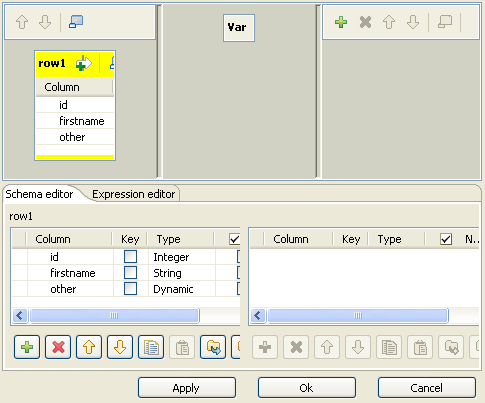 Var
row1
Column
id
firstname
other
Schema editor Expression editor
row1
Column Key Type Column Key Type N...
id Integer
firstname String
other Dynamic
Apply Ok Cancel